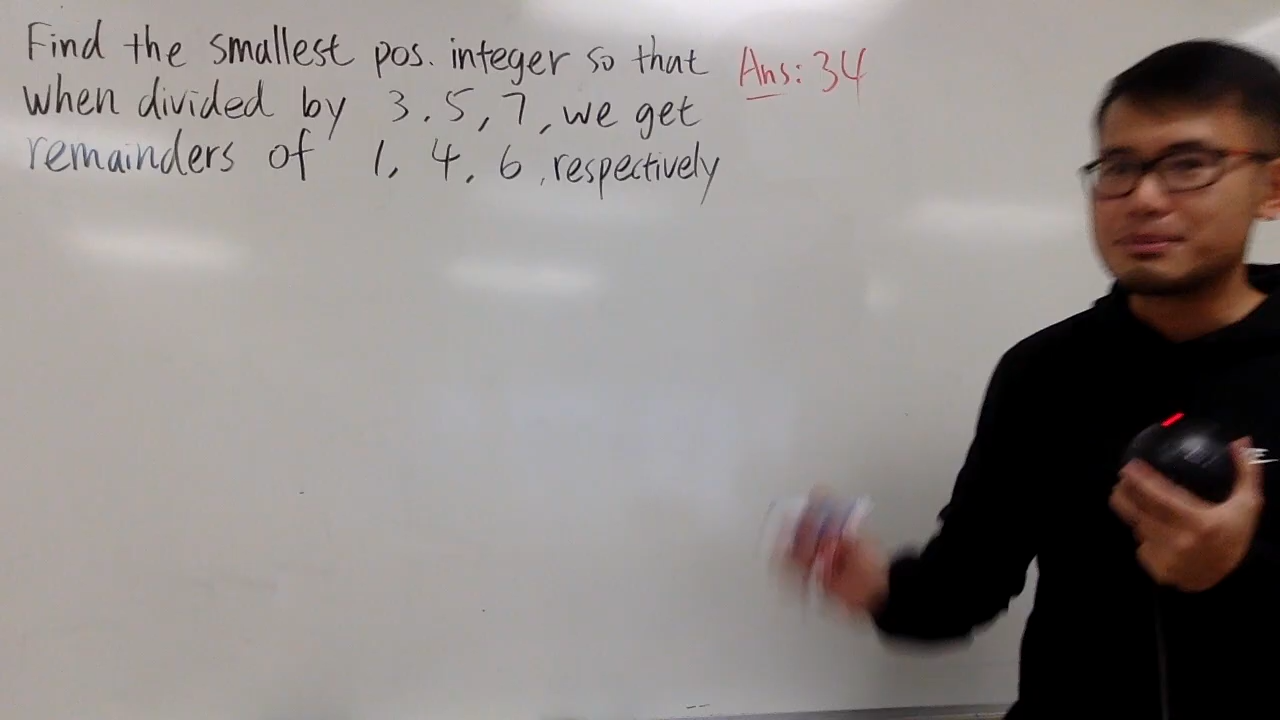 Find the smallest pos. integer so that
when divided by 3, 5, 7, we get
remainders of 1, 4, 6, respectively
Ans: 34